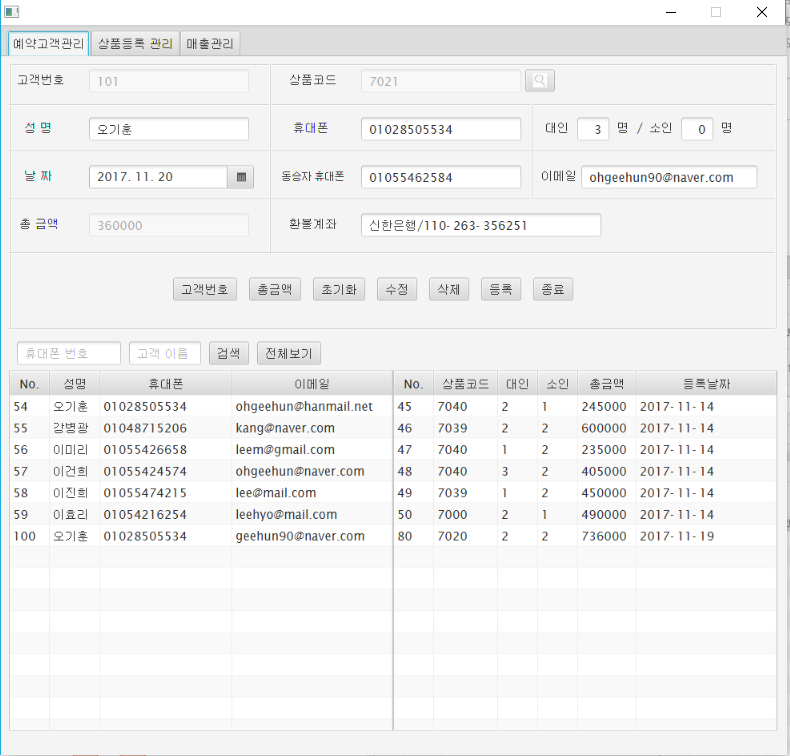 예약고객관리 상품등록 관리 매출관리
고객번호 101 상품코드 7021
성 명 오기훈 휴대폰 01028505534 대인 3 명 / 소인 0 명
날 짜 2017. 11. 20 동승자 휴대폰 01055462584 이메일 ohgeehun90@naver.com
총 금액 360000 환불계좌 신한은행/110-263-356251
고객번호 총금액 초기화 수정 삭제 등록 종료
휴대폰 번호 고객 이름 검색 전체보기
No. 성명 휴대폰 이메일 No. 상품코드 대인 소인 총금액 등록날짜
54 오기훈 01028505534 ohgeehun@hanmail.net 45 7040 2 1 245000 2017-11-14
55 강병광 01048715206 kang@naver.com 46 7039 2 2 600000 2017-11-14
56 이미리 01055426658 leem@gmail.com 47 7040 1 2 235000 2017-11-14
57 이건희 01055424574 ohgeehun@naver.com 48 7040 3 2 405000 2017-11-14
58 이진희 01055474215 lee@mail.com 49 7039 1 2 450000 2017-11-14
59 이효리 01054216254 leehyo@mail.com 50 7000 2 1 490000 2017-11-14
100 오기훈 01028505534 geehun90@naver.com 80 7020 2 2 736000 2017-11-19